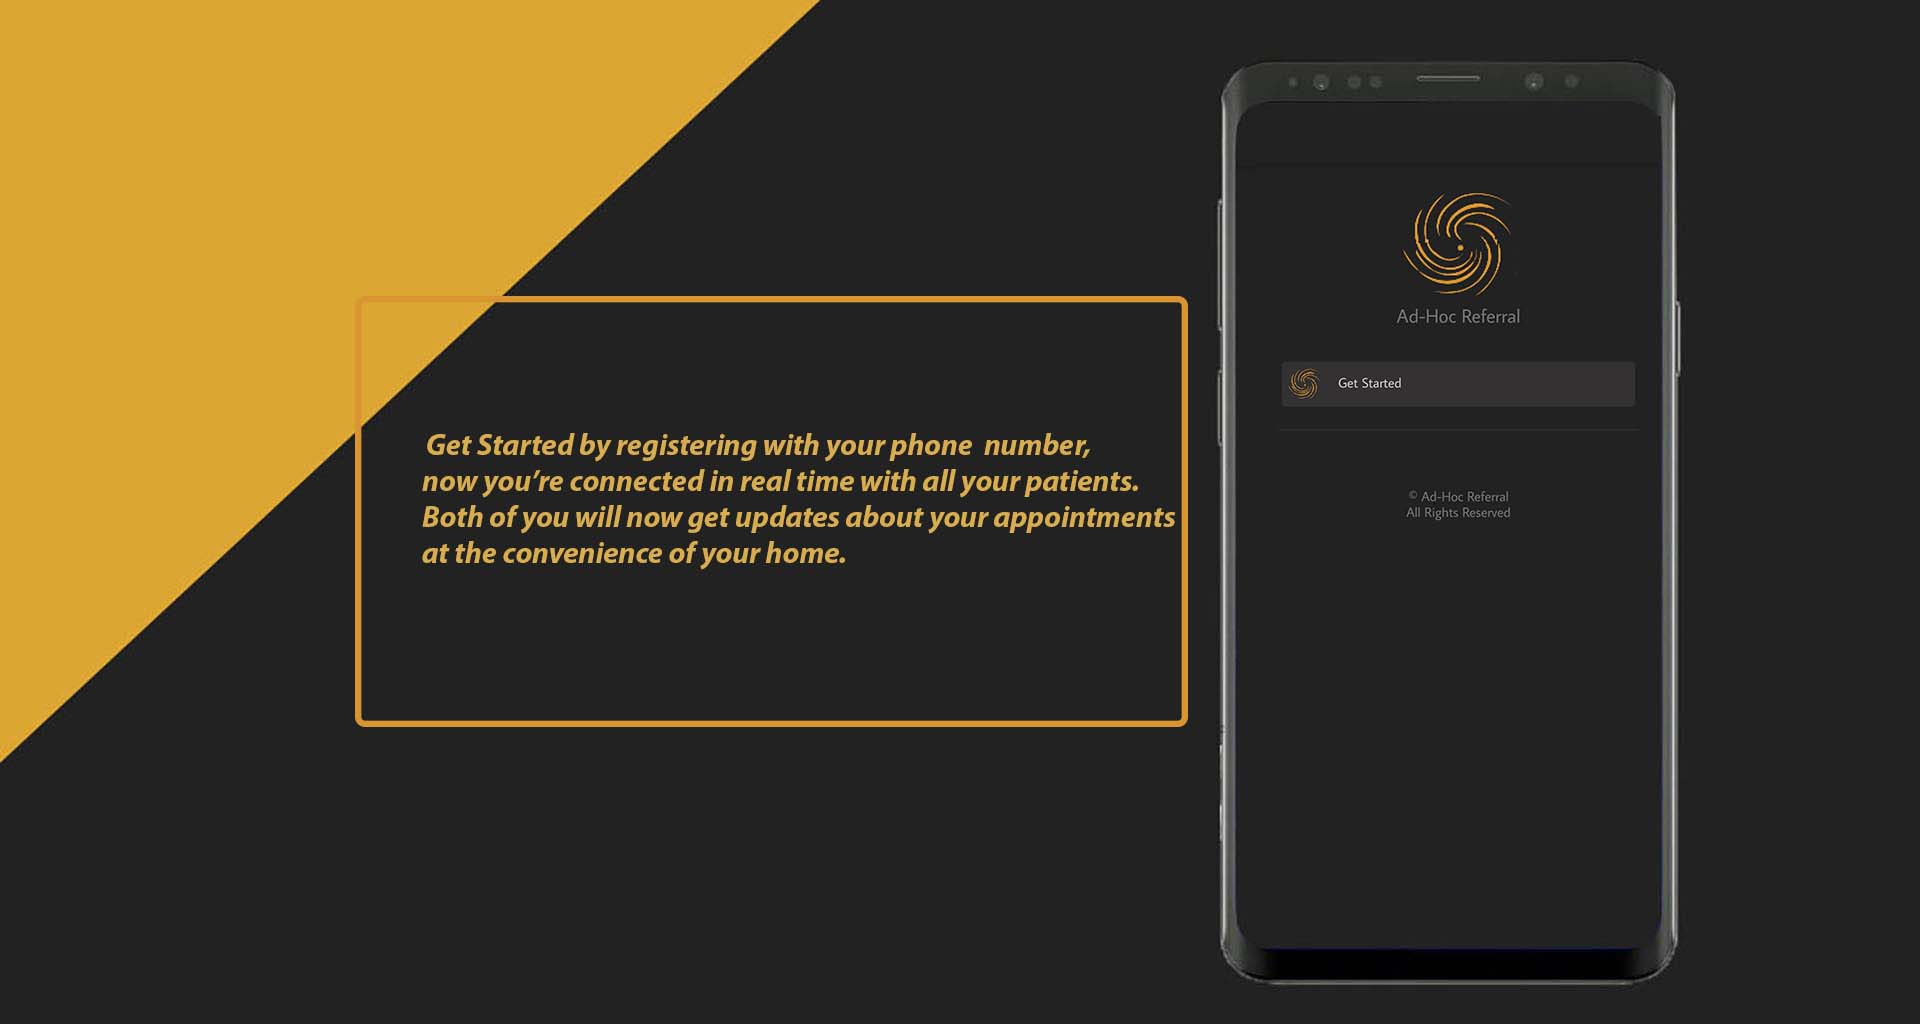 Get Started by registering with your phone  number,
now you’re connected in real time with all your patients.
Both of you will now get updates about your appointments
at the convenience of your home.
Ad-Hoc Referral
Get Started
© Ad-Hoc Referral
All Rights Reserved